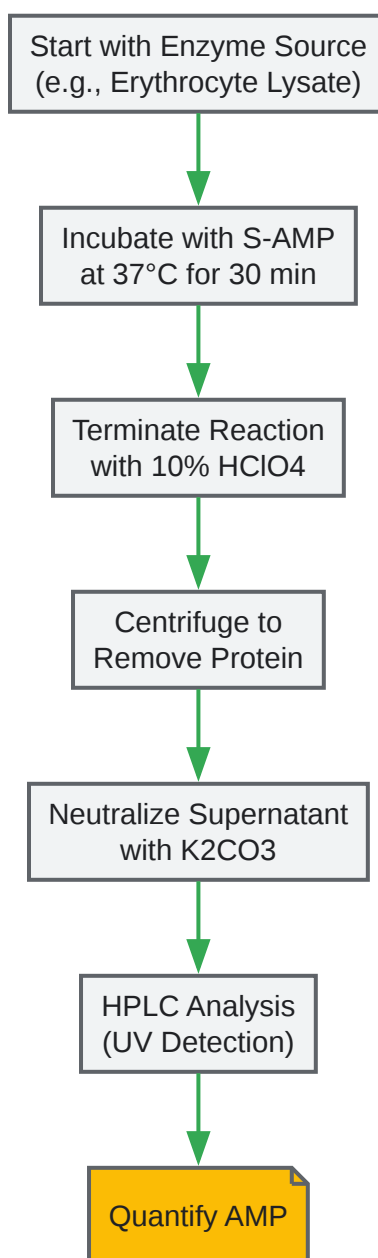 Start with Enzyme Source
(e.g., Erythrocyte Lysate)
Incubate with S-AMP
at 37°C for 30 min
Terminate Reaction
with 10% HClO4
Centrifuge to
Remove Protein
Neutralize Supernatant
with K2CO3
HPLC Analysis
(UV Detection)
Quantify AMP